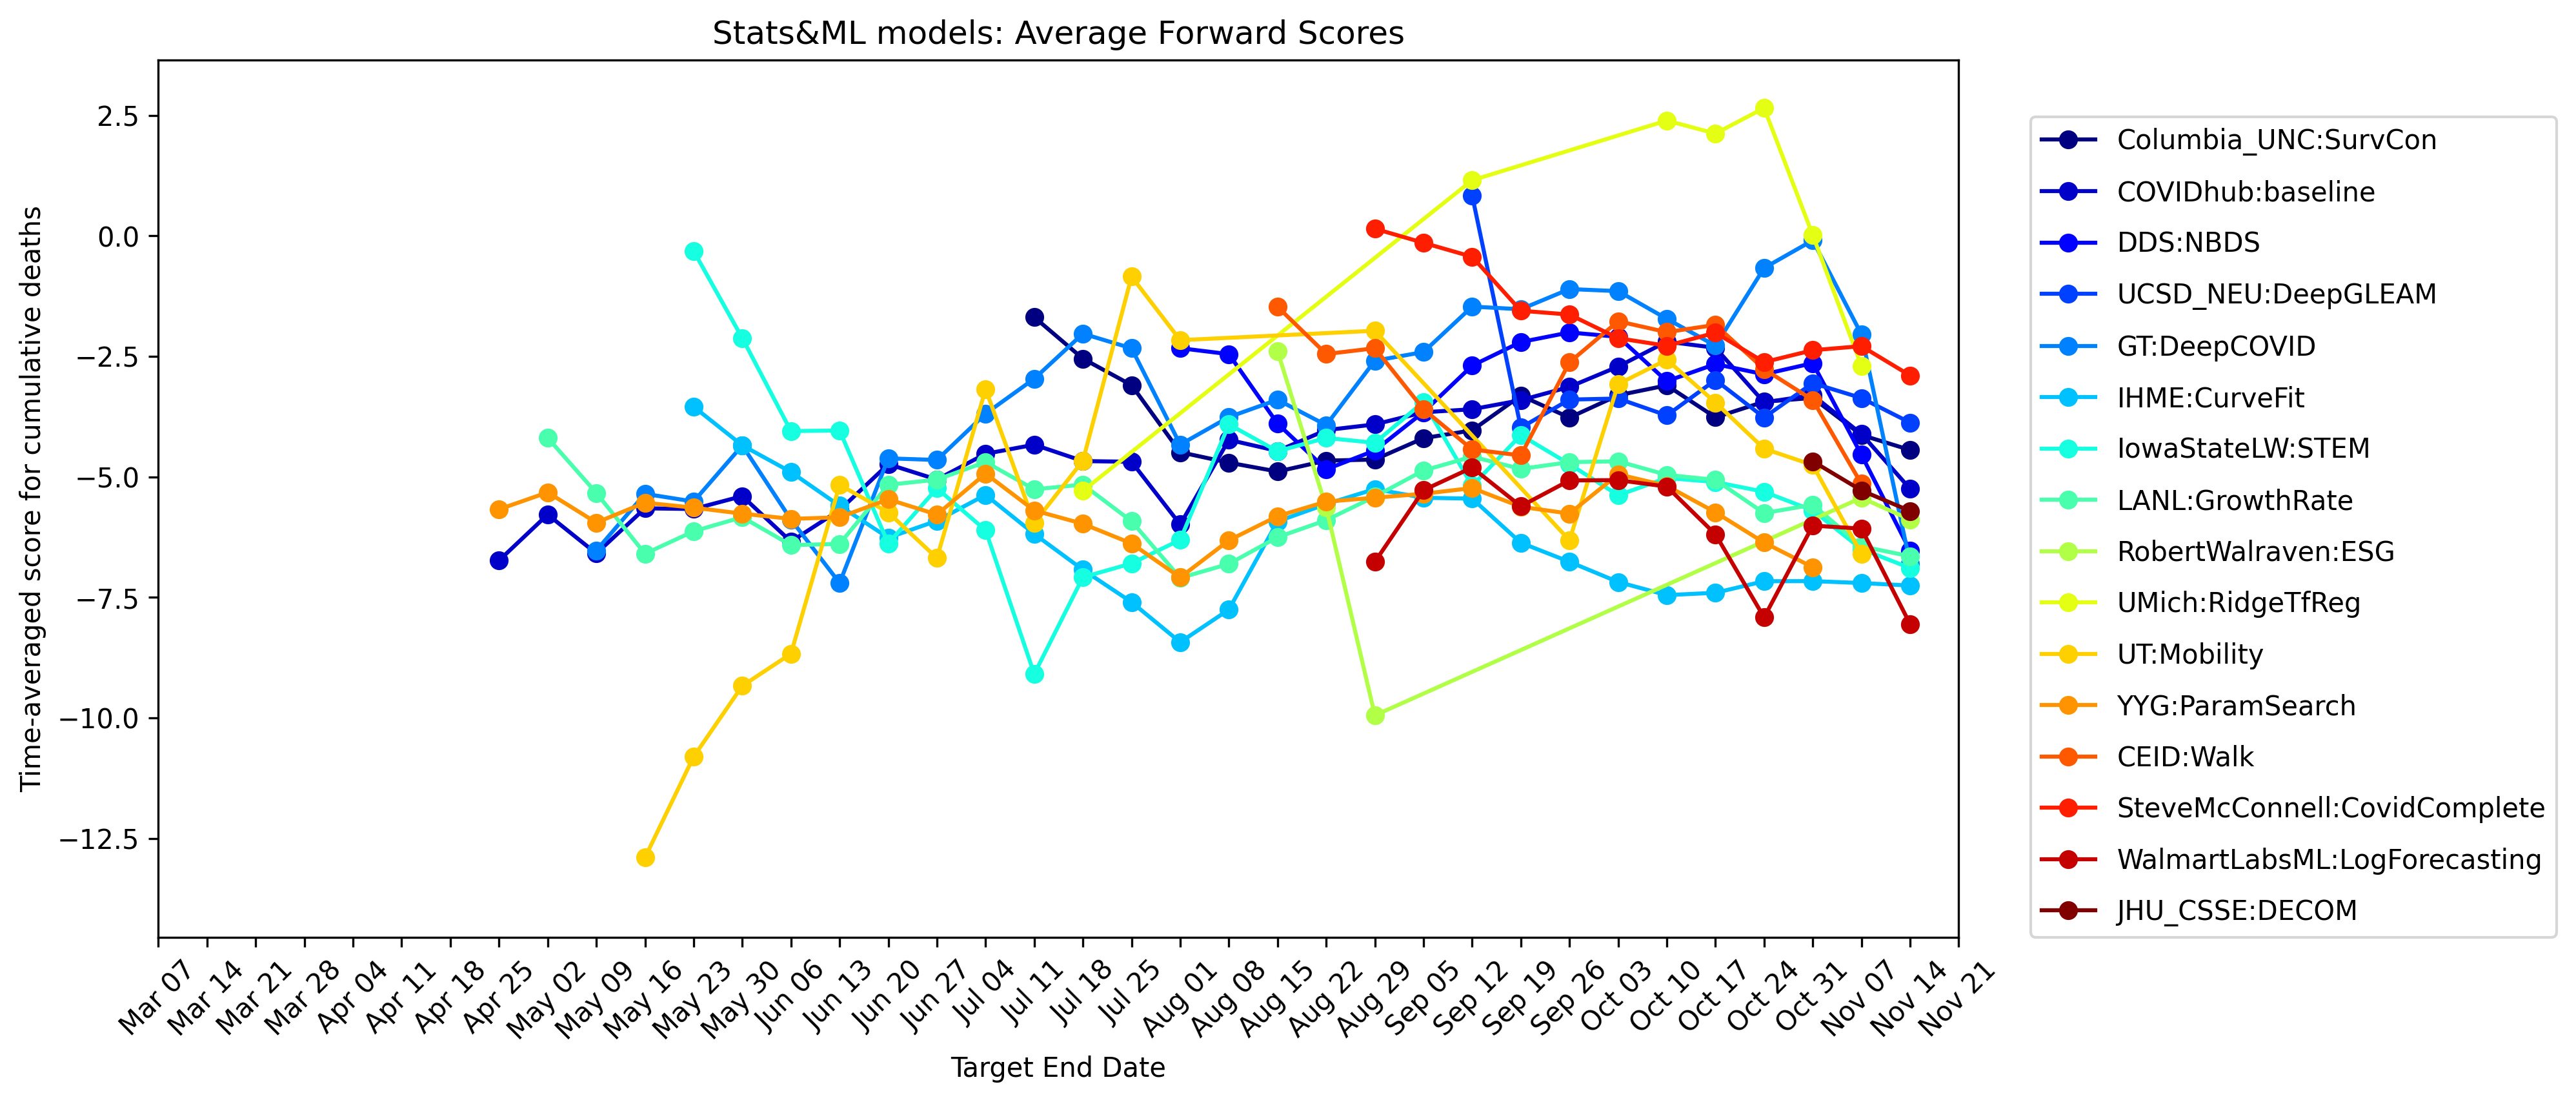 Stats&ML models: Average Forward Scores
Time-averaged score for cumulative deaths
2.5
0.0
−2.5
−5.0
−7.5
−10.0
−12.5
Mar 07
Mar 14
Mar 21
Mar 28
Apr 04
Apr 11
Apr 18
Apr 25
May 02
May 09
May 16
May 23
May 30
Jun 06
Jun 13
Jun 20
Jun 27
Jul 04
Jul 11
Jul 18
Jul 25
Aug 01
Aug 08
Aug 15
Aug 22
Aug 29
Sep 05
Sep 12
Sep 19
Sep 26
Oct 03
Oct 10
Oct 17
Oct 24
Oct 31
Nov 07
Nov 14
Nov 21
Target End Date
Columbia_UNC:SurvCon
COVIDhub:baseline
DDS:NBDS
UCSD_NEU:DeepGLEAM
GT:DeepCOVID
IHME:CurveFit
IowaStateLW:STEM
LANL:GrowthRate
RobertWalraven:ESG
UMich:RidgeTfReg
UT:Mobility
YYG:ParamSearch
CEID:Walk
SteveMcConnell:CovidComplete
WalmartLabsML:LogForecasting
JHU_CSSE:DECOM